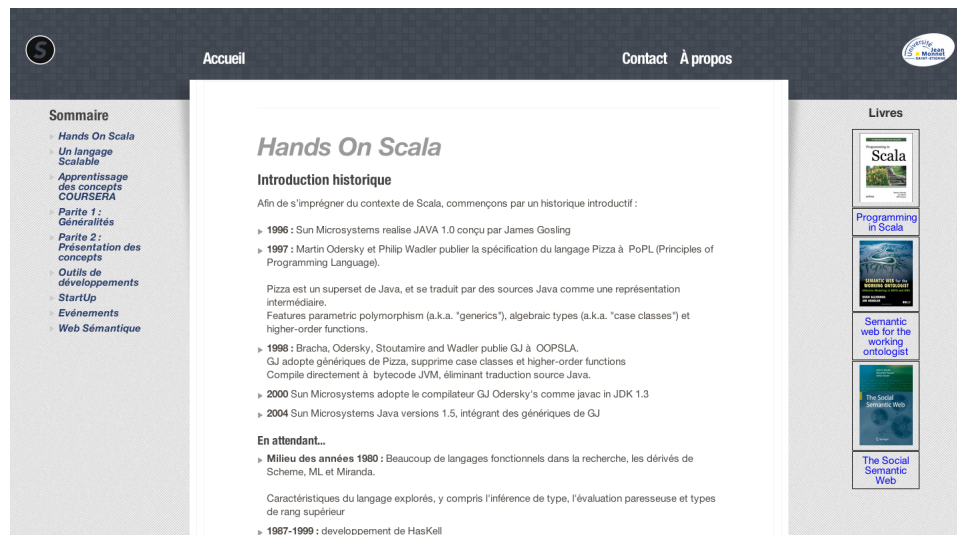 S
Accueil
Contact
À propos
Université
Jean
Monnet
SAINT-ETIENNE
Sommaire
Hands On Scala
Un langage
Scalable
Apprentissage
des concepts
COURSERA
Parite 1 :
Généralités
Parite 2 :
Présentation des
concepts
Outils de
développements
StartUp
Evénements
Web Sémantique
Hands On Scala
Introduction historique
Afin de s'imprégner du contexte de Scala, commençons par un historique introductif :
1996 : Sun Microsystems realise JAVA 1.0 conçu par James Gosling
1997 : Martin Odersky et Philip Wadler publier la spécification du langage Pizza à PoPL (Principles of
Programming Language).
Pizza est un superset de Java, et se traduit par des sources Java comme une représentation
intermédiaire.
Features parametric polymorphism (a.k.a. "generics"), algebraic types (a.k.a. "case classes") et
higher-order functions.
1998 : Bracha, Odersky, Stoutamire and Wadler publie GJ à OOPSLA.
GJ adopte génériques de Pizza, supprime case classes et higher-order functions
Compile directement à bytecode JVM, éliminant traduction source Java.
2000 Sun Microsystems adopte le compilateur GJ Odersky's comme javac in JDK 1.3
2004 Sun Microsystems Java versions 1.5, intégrant des génériques de GJ
En attendant...
Milieu des années 1980 : Beaucoup de langages fonctionnels dans la recherche, les dérivés de
Scheme, ML et Miranda.
Caractéristiques du langage explorés, y compris l'inférence de type, l'évaluation paresseuse et types
de rang supérieur
1987-1999 : developpement de HasKell
Livres
Programming in
Scala
Programming
in Scala
SEMANTIC WEB for the
WORKING ONTOLOGIST
Semantic
web for the
working
ontologist
The Social
Semantic Web
The Social
Semantic
Web